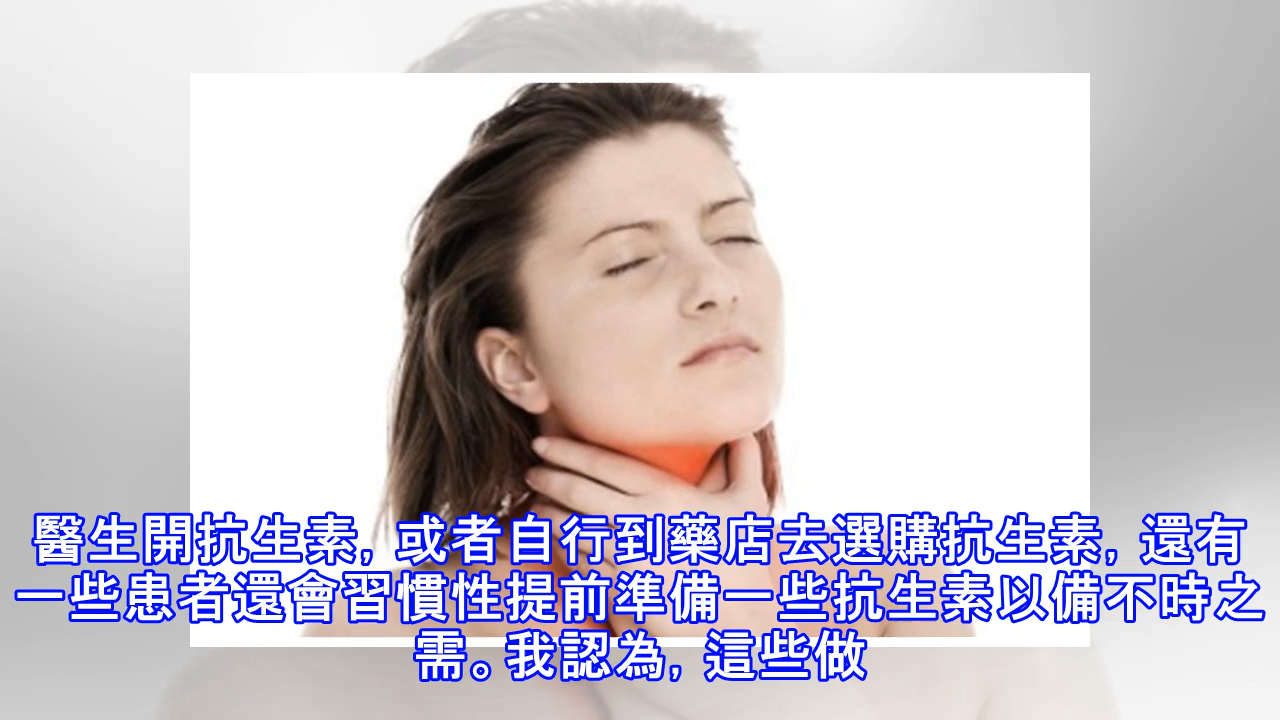 醫生開抗生素, 或者自行到藥店去選購抗生素, 還有
一些患者還會習慣性提前準備一些抗生素以備不時之
需。我認為, 這些做